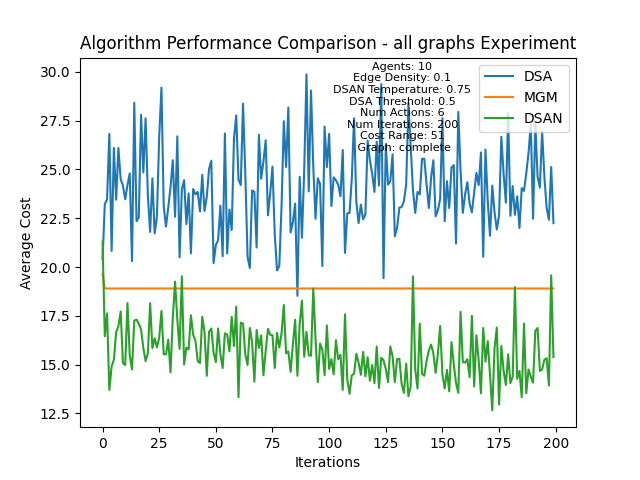 Algorithm Performance Comparison - all graphs Experiment
Agents: 10
Edge Density: 0.1
DSAN Temperature: 0.75
DSA Threshold: 0.5
Num Actions: 6
Num Iterations: 200
Cost Range: 51
Graph: complete
DSA
MGM
DSAN
Average Cost
30.0
27.5
25.0
22.5
20.0
17.5
15.0
12.5
0 25 50 75 100 125 150 175 200
Iterations